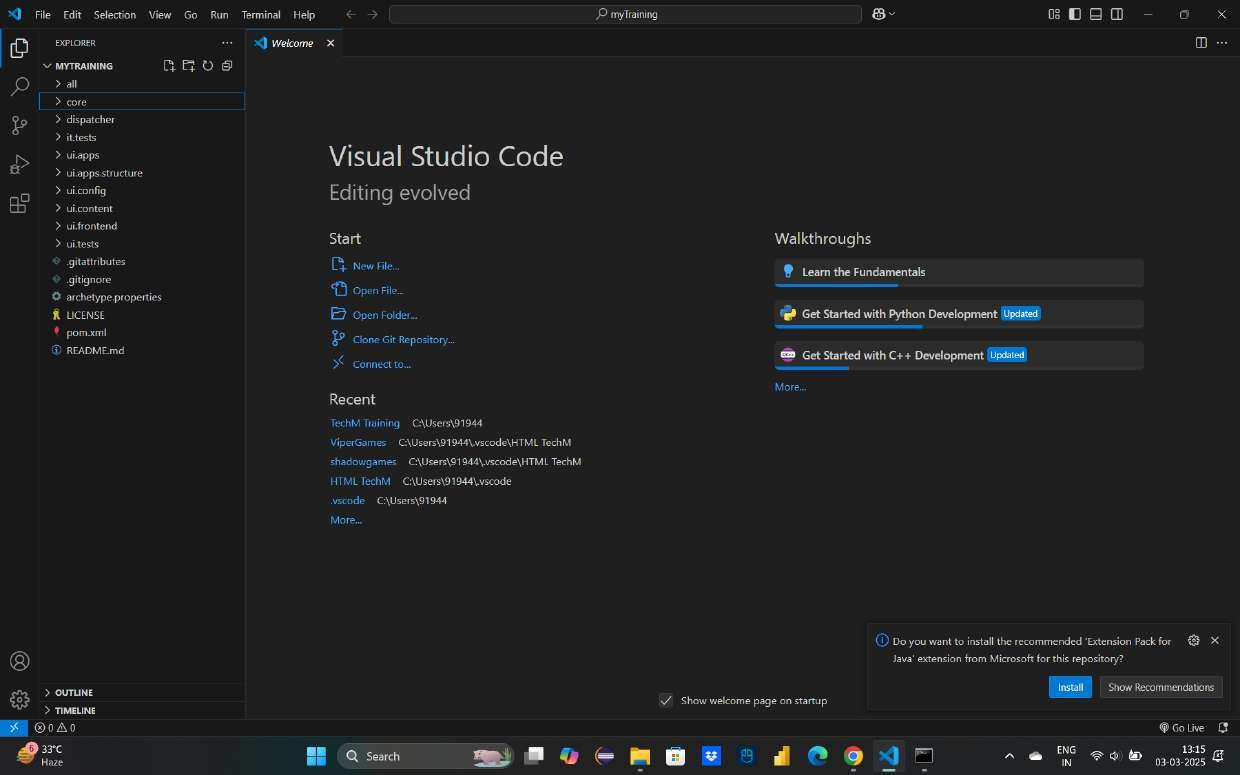 File Edit Selection View Go Run Terminal Help
myTraining
EXPLORER
Welcome
MYTRAINING
all
core
dispatcher
it.tests
ui.apps
ui.apps.structure
ui.config
ui.content
ui.frontend
ui.tests
.gitattributes
.gitignore
archetype.properties
LICENSE
pom.xml
README.md
OUTLINE
TIMELINE
Visual Studio Code
Editing evolved
Start
New File...
Open File...
Open Folder...
Clone Git Repository...
Connect to...
Recent
TechM Training C:\Users\91944
ViperGames C:\Users\91944\.vscode\HTML TechM
shadowgames C:\Users\91944\.vscode\HTML TechM
HTML TechM C:\Users\91944\.vscode
.vscode C:\Users\91944
More...
Walkthroughs
Learn the Fundamentals
Get Started with Python Development Updated
Get Started with C++ Development Updated
More...
Show welcome page on startup
Do you want to install the recommended 'Extension Pack for
Java' extension from Microsoft for this repository?
Install Show Recommendations
0 0
Go Live
6
33°C
Haze
Search
ENG
IN
13:15
03-03-2025